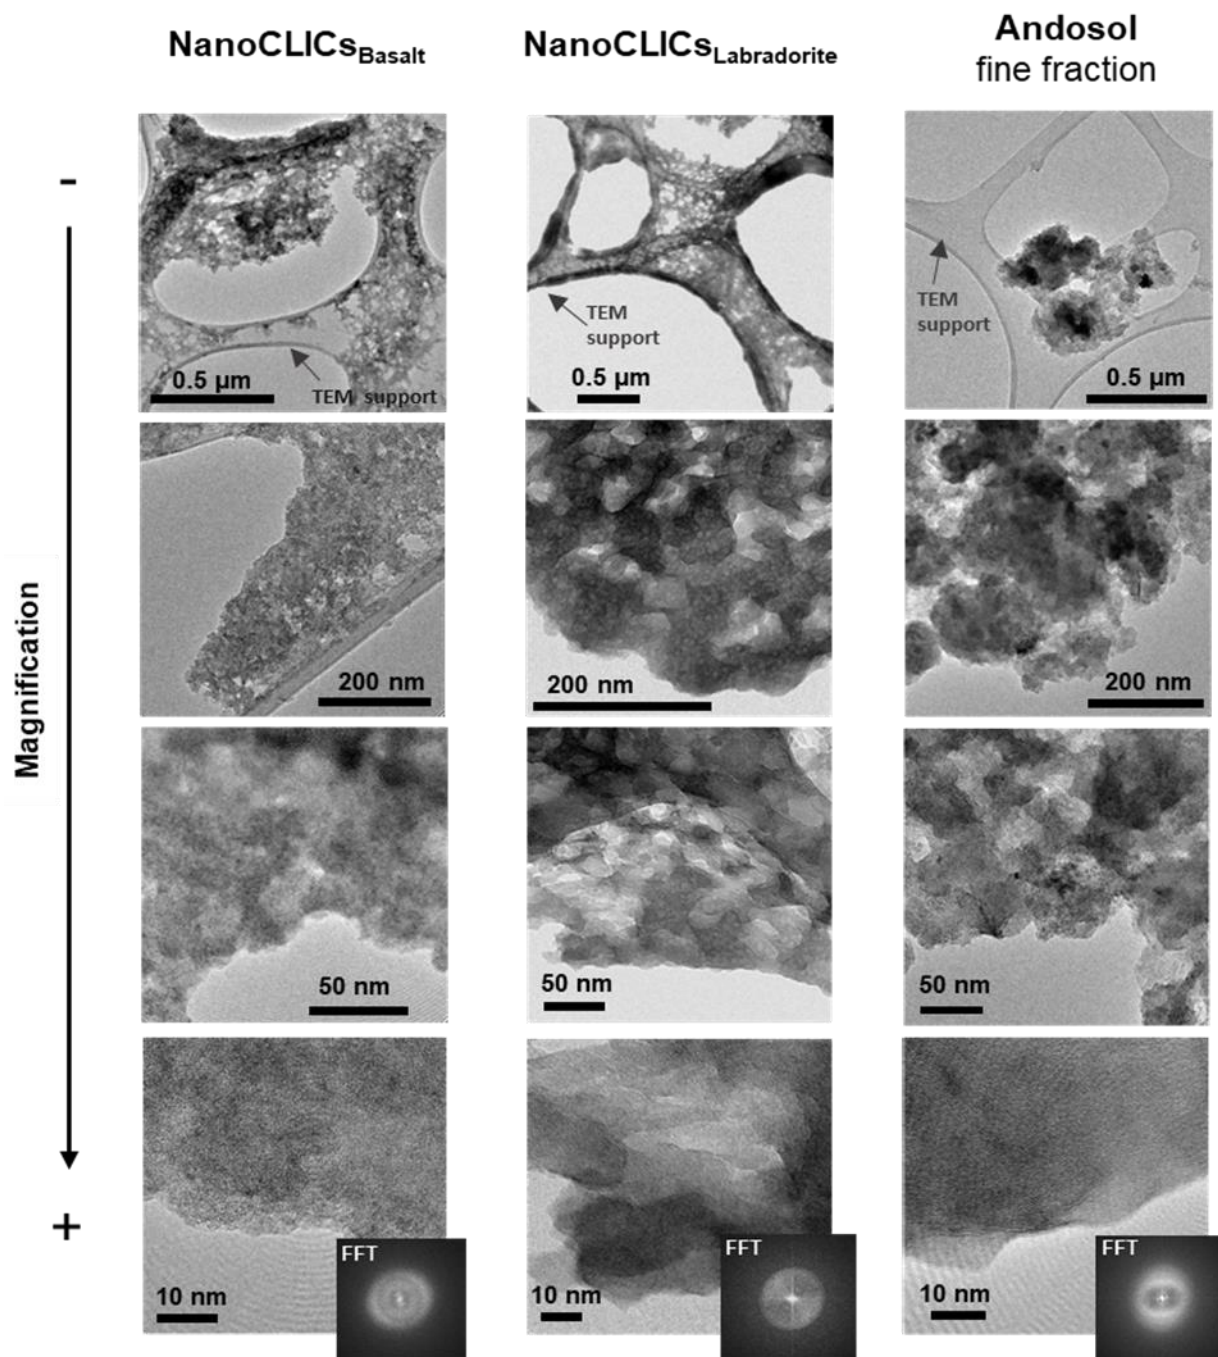 NanoCLICsBasalt
NanoCLICsLabradorite
Andosol
fine fraction
-
Magnification
+
0.5 µm
TEM support
TEM
support
0.5 µm
TEM
support
0.5 µm
200 nm
200 nm
200 nm
50 nm
50 nm
50 nm
10 nm
FFT
10 nm
FFT
10 nm
FFT